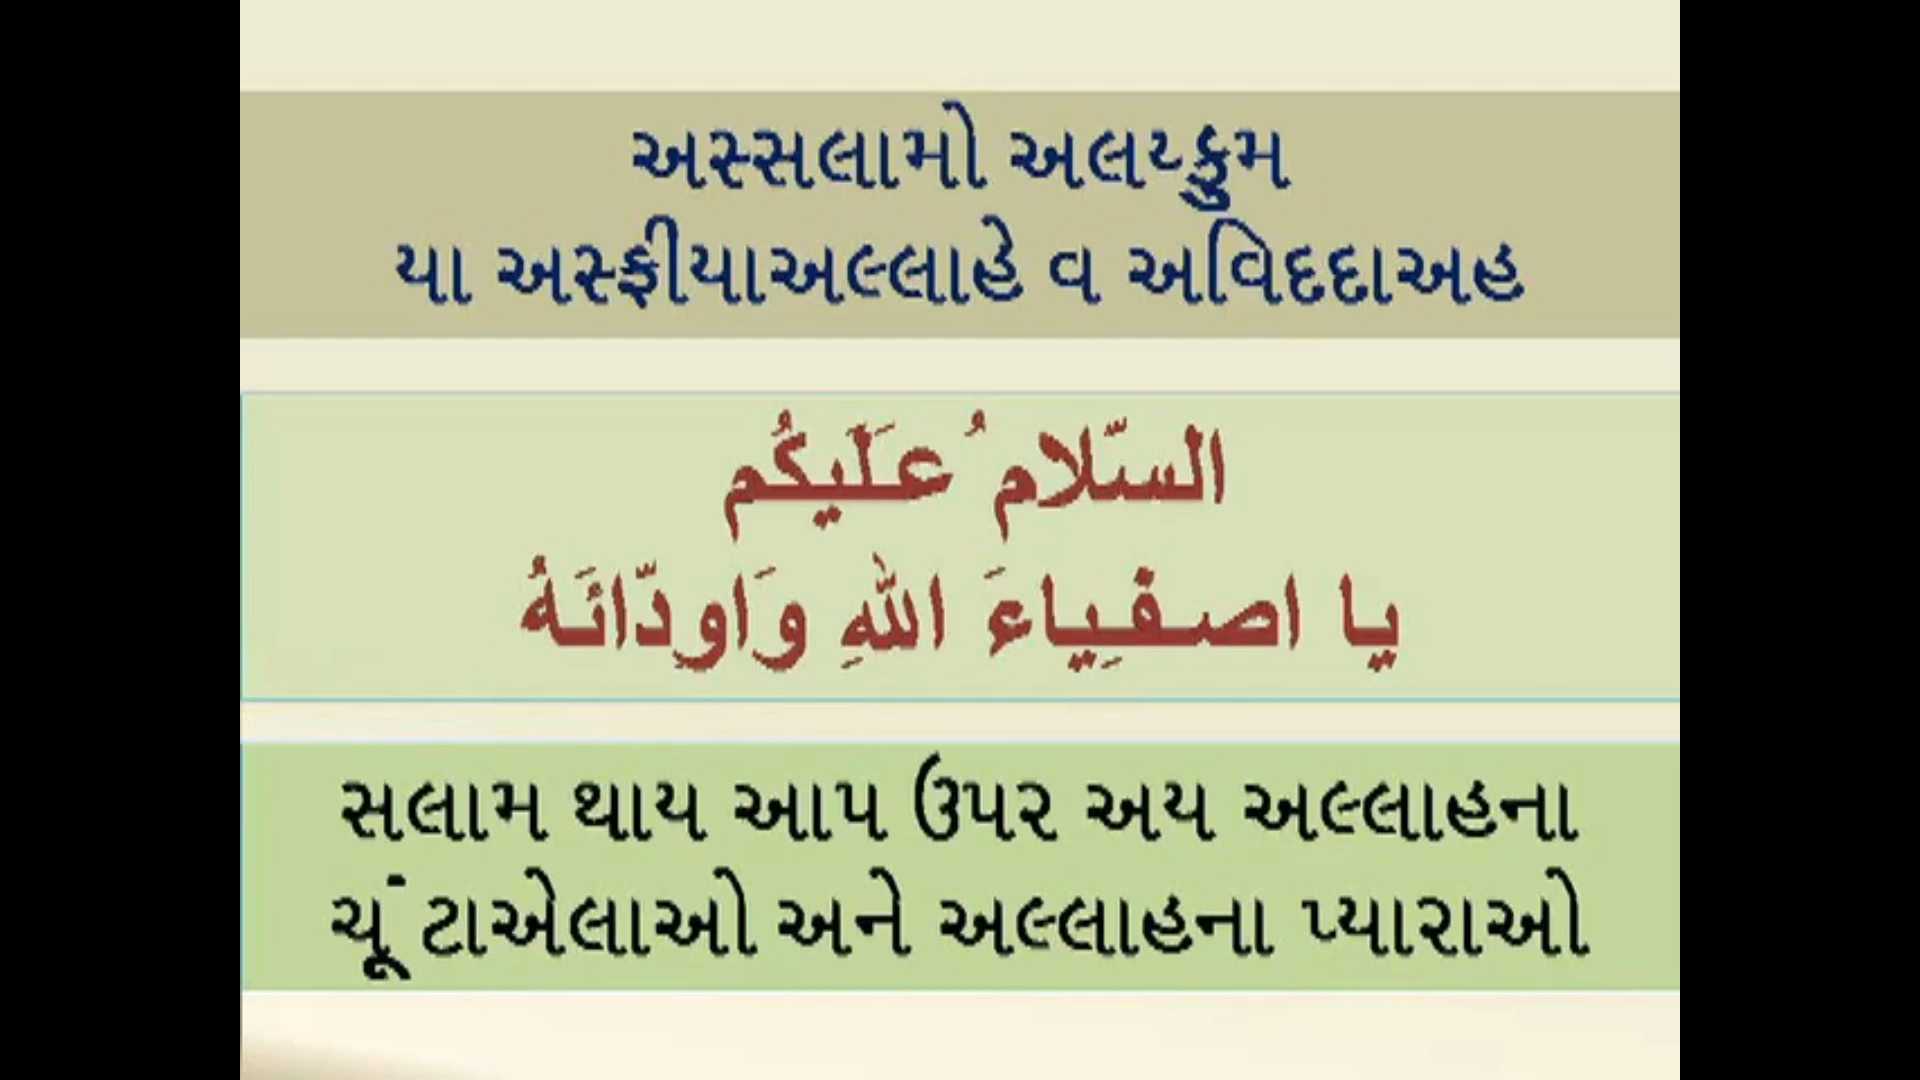 અસ્સલામો અલય્કુમ
યા અસ્ફીયાઅલ્લાહે વ અવિદદાઅહ
السّلامُ عَلَيكُم
يا اصفِياءَ اللهِ وَاوِدّائَهُ
સલામ થાય આપ ઉપર અય અલ્લાહના
ચૂંટાએલાઓ અને અલ્લાહના પ્યારાઓ